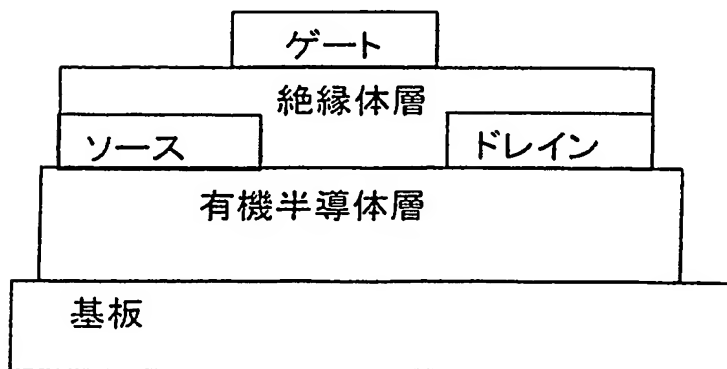 ゲート
絶縁体層
ソース
ドレイン
有機半導体層
基板